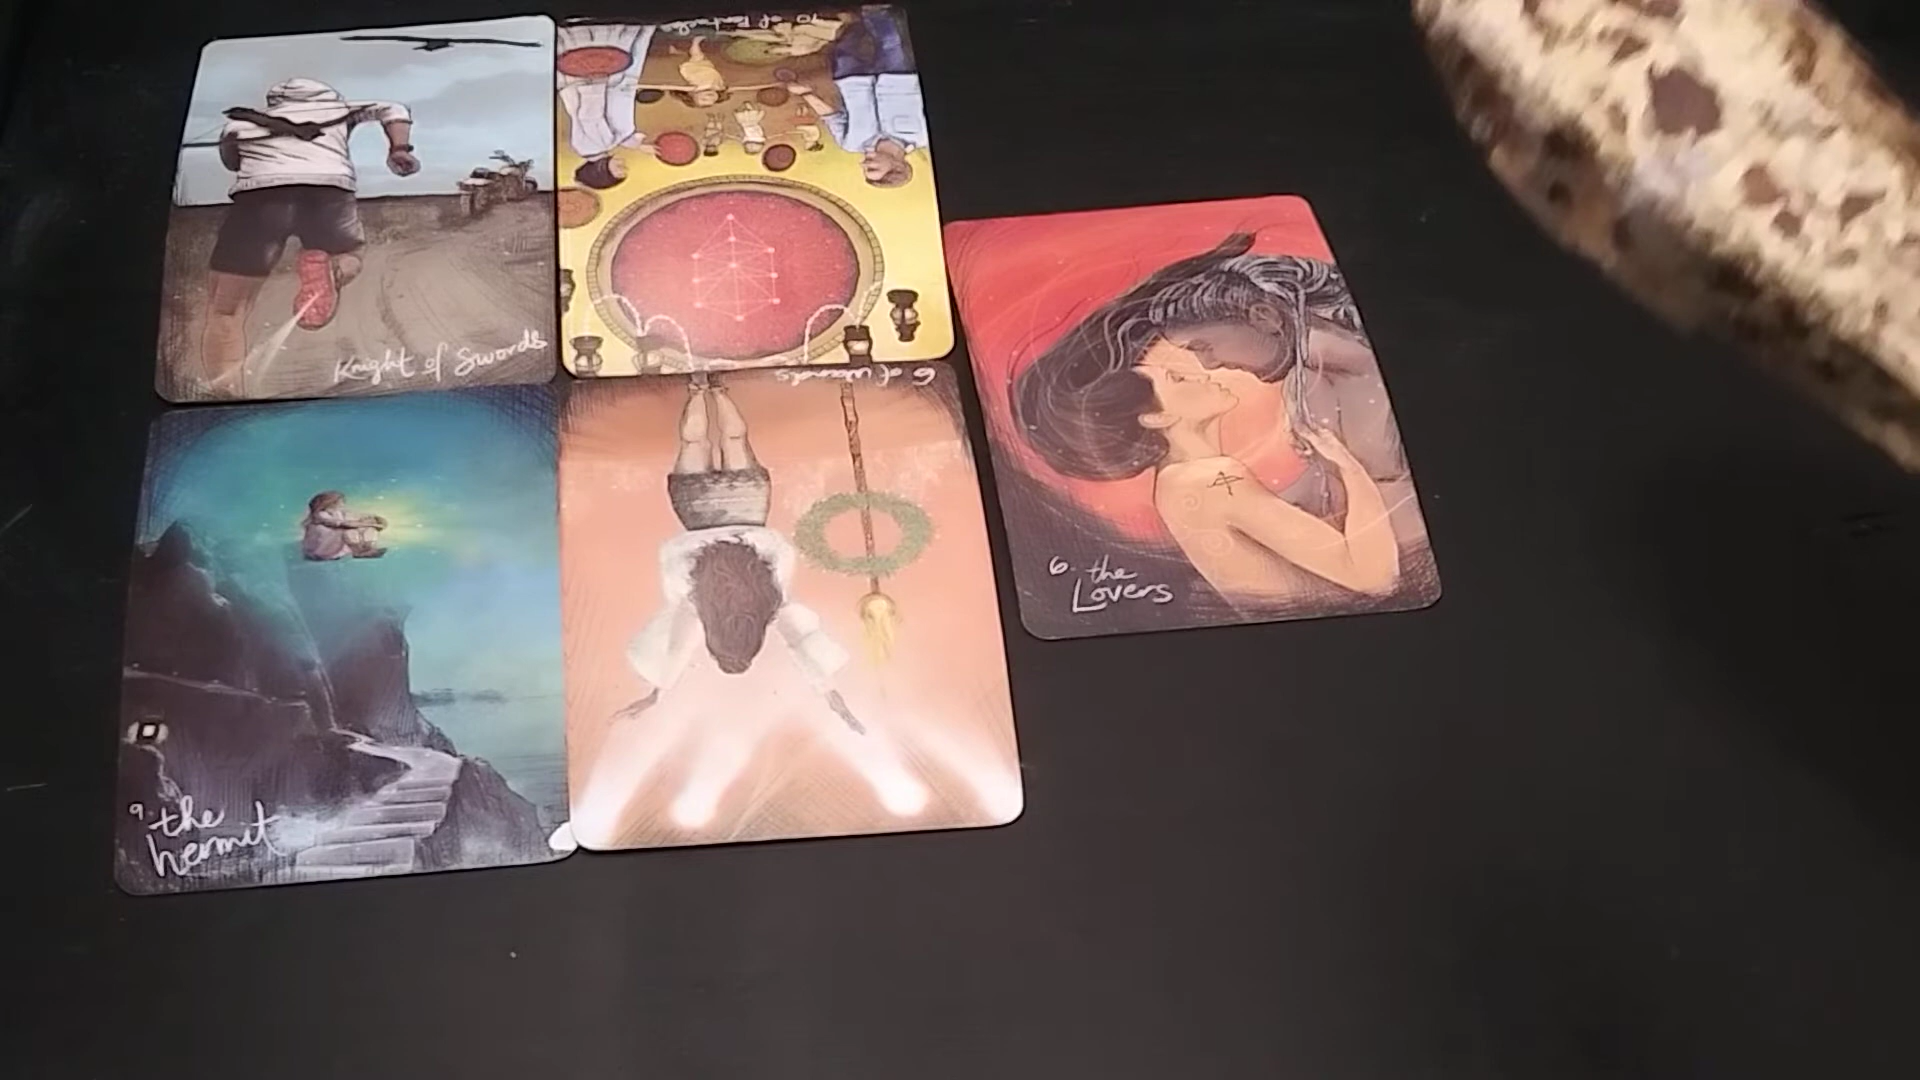 10 of Pentacles
Knight of Swords
6 of wands
6. the
Lovers
9. the
hermit